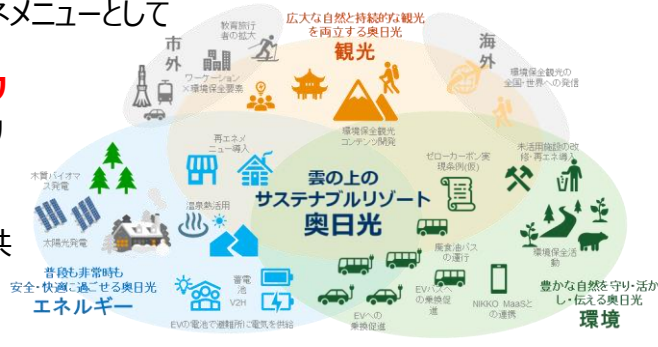 ネメニューとして
共
市外
教育旅行
者の拡大
ワーケーション
×環境保全要素
広大な自然と持続的な観光
を両立する奥日光
観光
海外
環境保全観光の
全国・世界への発信
環境保全観光
コンテンツ開発
再エネメ
ニュー導入
温泉熱活用
木質バイオマ
ス発電
太陽光発電
雲の上の
サステナブルリゾート
奥日光
ゼローカーボン実
現条例(仮)
未活用施設の改
修・再エネ導入
環境保全活
動
廃食油バス
の運行
普段も非常時も
安全・快適に過ごせる奥日光
エネルギー
蓄電
池
V2H
EVの電池で避難所に電気を供給
EVへの
乗換促進
EVバスへ
の乗換促
進
NIKKO MaaSと
の連携
豊かな自然を守り・活か
し・伝える奥日光
環境